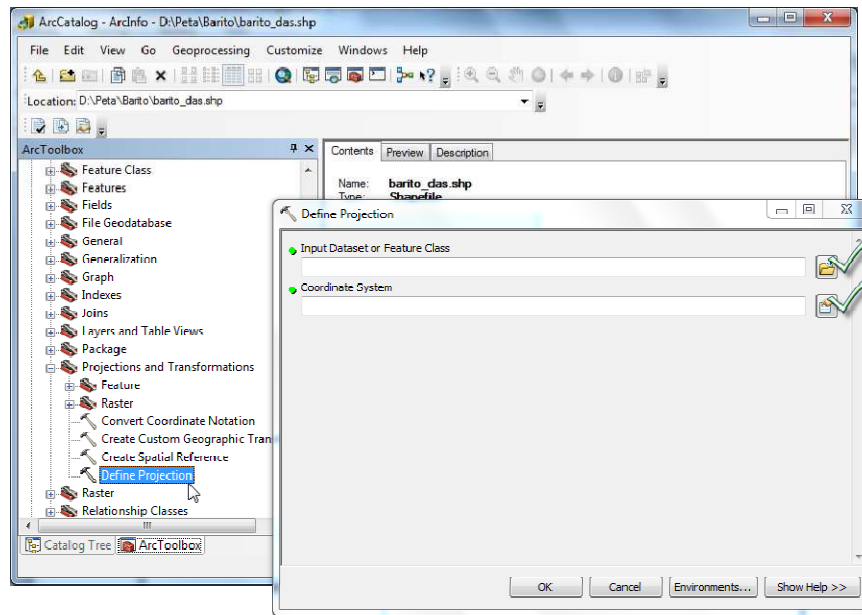 ArcCatalog - ArcInfo - D:\Peta\Barito\barito_das.shp
File Edit View Go Geoprocessing Customize Windows Help
Location: D:\Peta\Barito\barito_das.shp
ArcToolbox
Feature Class
Features
Fields
File Geodatabase
General
Generalization
Graph
Indexes
Joins
Layers and Table Views
Package
Projections and Transformations
Feature
Raster
Convert Coordinate Notation
Create Custom Geographic Tran
Create Spatial Reference
Define Projection
Raster
Relationship Classes
Catalog Tree ArcToolbox
Contents Preview Description
Name: barito_das.shp
Type: Shapefile
Define Projection
Input Dataset or Feature Class
Coordinate System
OK Cancel Environments... Show Help >>